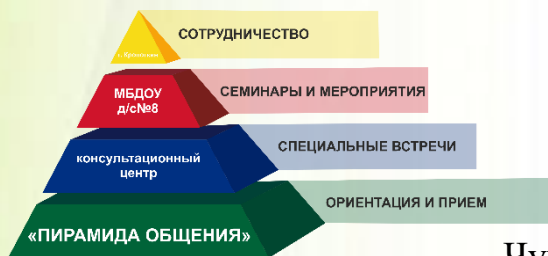 СОТРУДНИЧЕСТВО
МБДОУ
д/с№8
СЕМИНАРЫ И МЕРОПРИЯТИЯ
консультационный
центр
СПЕЦИАЛЬНЫЕ ВСТРЕЧИ
ОРИЕНТАЦИЯ И ПРИЕМ
«ПИРАМИДА ОБЩЕНИЯ»